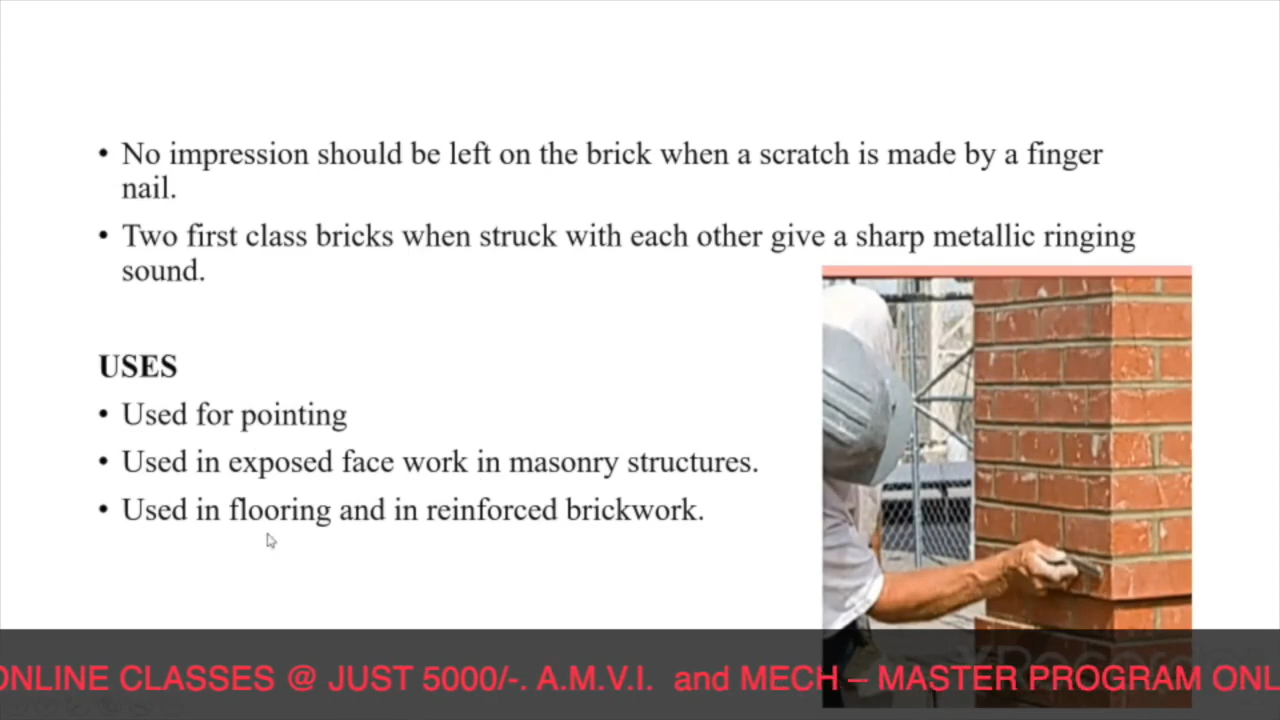 • No impression should be left on the brick when a scratch is made by a finger
nail.
• Two first class bricks when struck with each other give a sharp metallic ringing
sound.
USES
• Used for pointing
• Used in exposed face work in masonry structures.
• Used in flooring and in reinforced brickwork.
ONLINE CLASSES @ JUST 5000/-. A.M.V.I. and MECH – MASTER PROGRAM ONL